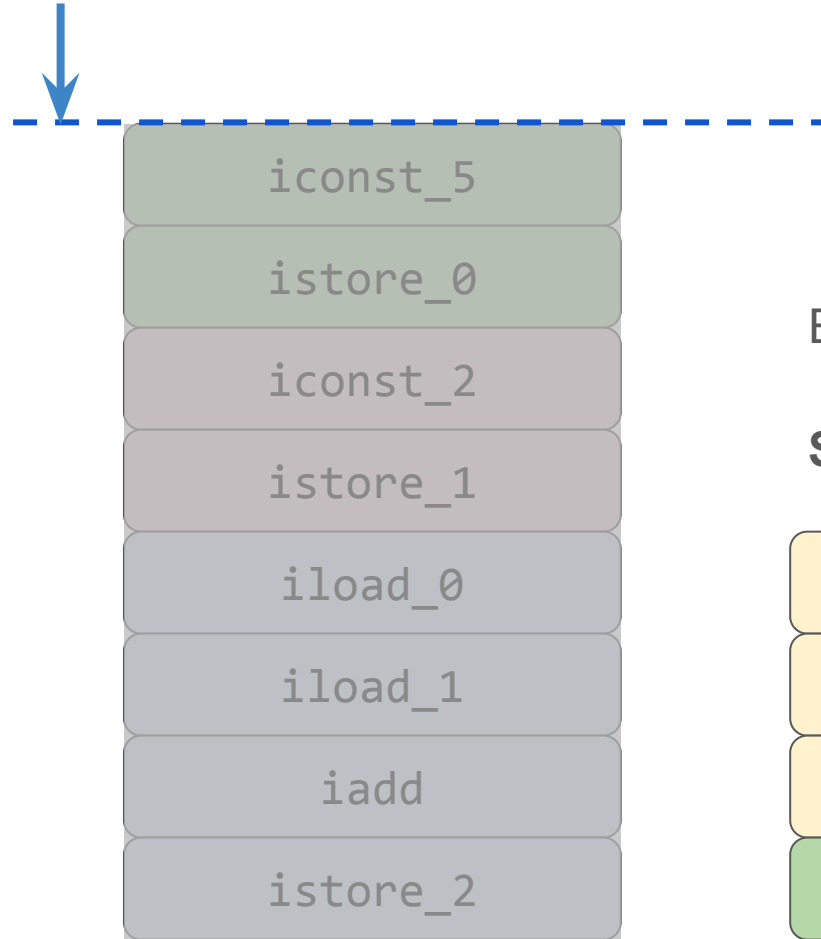 iconst_5
istore_0
iconst_2
istore_1
iload_0
iload_1
iadd
istore_2